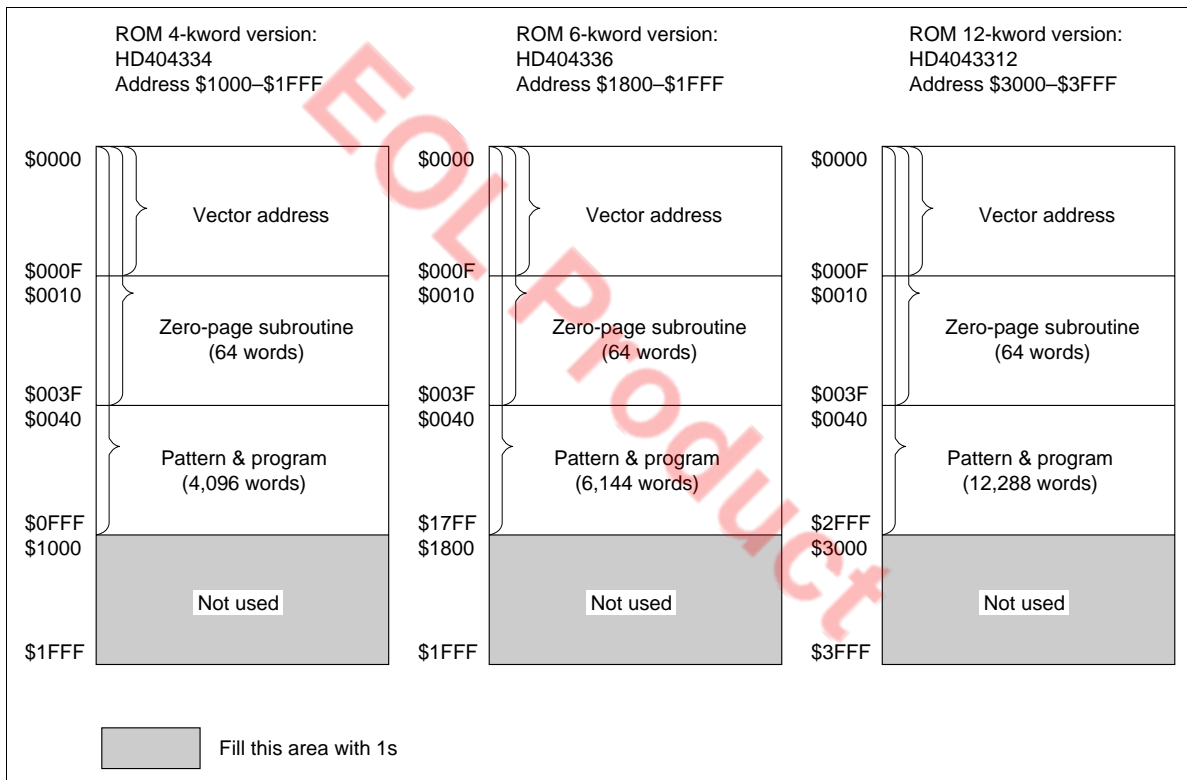 ROM 4-kword version:
HD404334
Address $1000–$1FFF
ROM 6-kword version:
HD404336
Address $1800–$1FFF
ROM 12-kword version:
HD4043312
Address $3000–$3FFF
$0000
Vector address
$000F
$0010
Zero-page subroutine
(64 words)
$003F
$0040
Pattern & program
(4,096 words)
$0FFF
$1000
Not used
$1FFF
$0000
Vector address
$000F
$0010
Zero-page subroutine
(64 words)
$003F
$0040
Pattern & program
(6,144 words)
$17FF
$1800
Not used
$1FFF
$0000
Vector address
$000F
$0010
Zero-page subroutine
(64 words)
$003F
$0040
Pattern & program
(12,288 words)
$2FFF
$3000
Not used
$3FFF
Fill this area with 1s
EOL Product